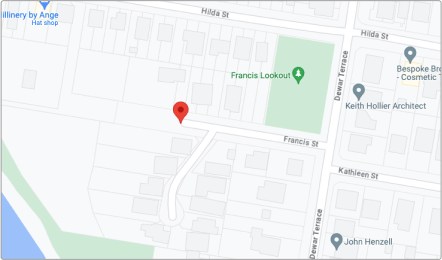 illinery by Ange
Hat shop
Hilda St
Hilda St
Bespoke Bro
- Cosmetic T
Francis Lookout
Dewar Terrace
Keith Hollier Architect
Francis St
Kathleen St
Dewar Terrace
John Henzell